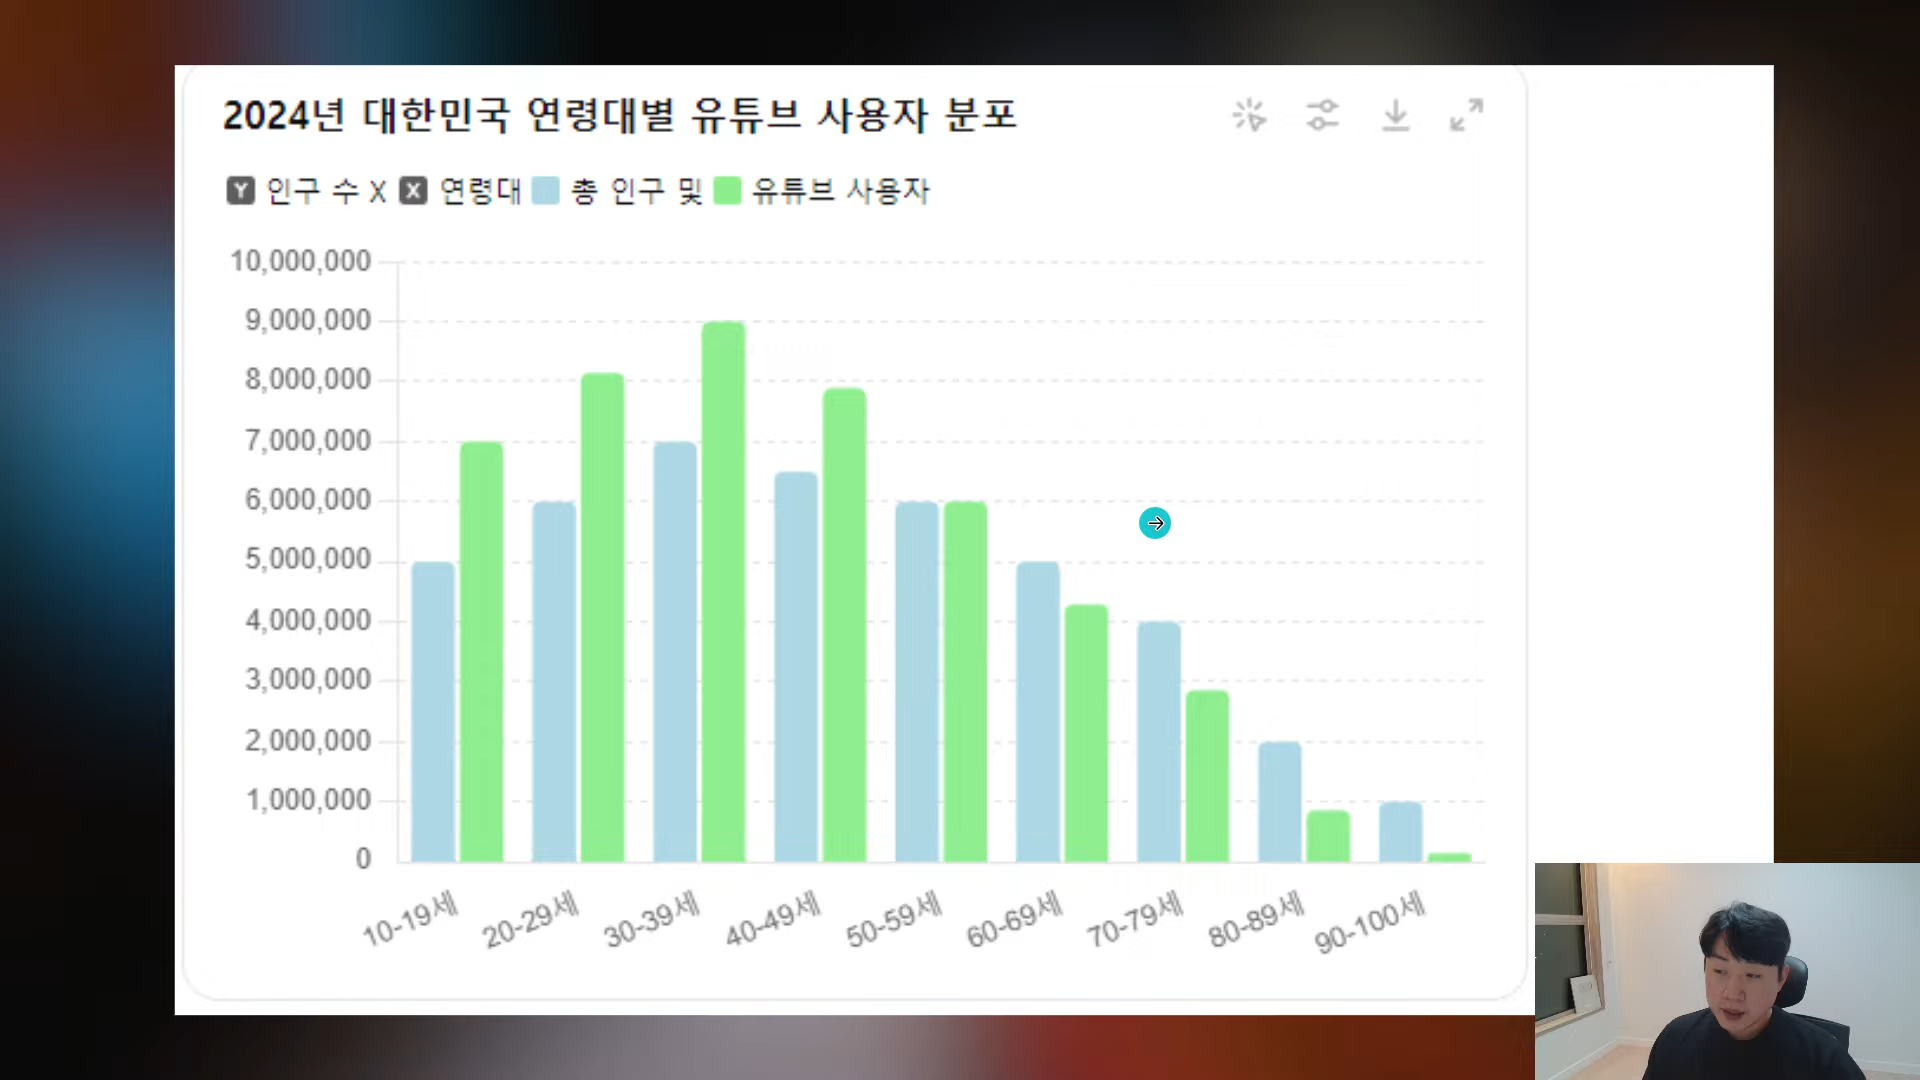 2024년 대한민국 연령대별 유튜브 사용자 분포
Y 인구 수 X X 연령대 총 인구 및 유튜브 사용자
10,000,000
9,000,000
8,000,000
7,000,000
6,000,000
5,000,000
4,000,000
3,000,000
2,000,000
1,000,000
0
10-19세
20-29세
30-39세
40-49세
50-59세
60-69세
70-79세
80-89세
90-100세